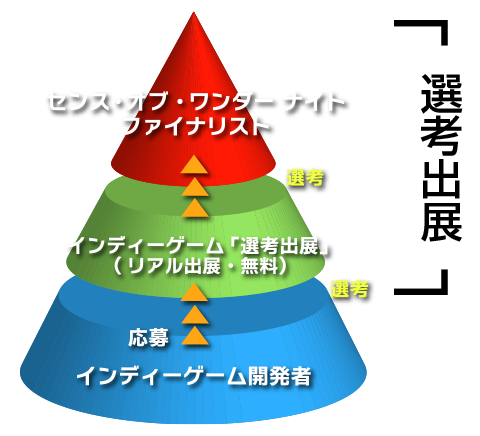 センス・オブ・ワンダー ナイト
ファイナリスト
選考
インディーゲーム「選考出展」
（リアル出展・無料）
選考
応募
インディーゲーム開発者
「選考出展」